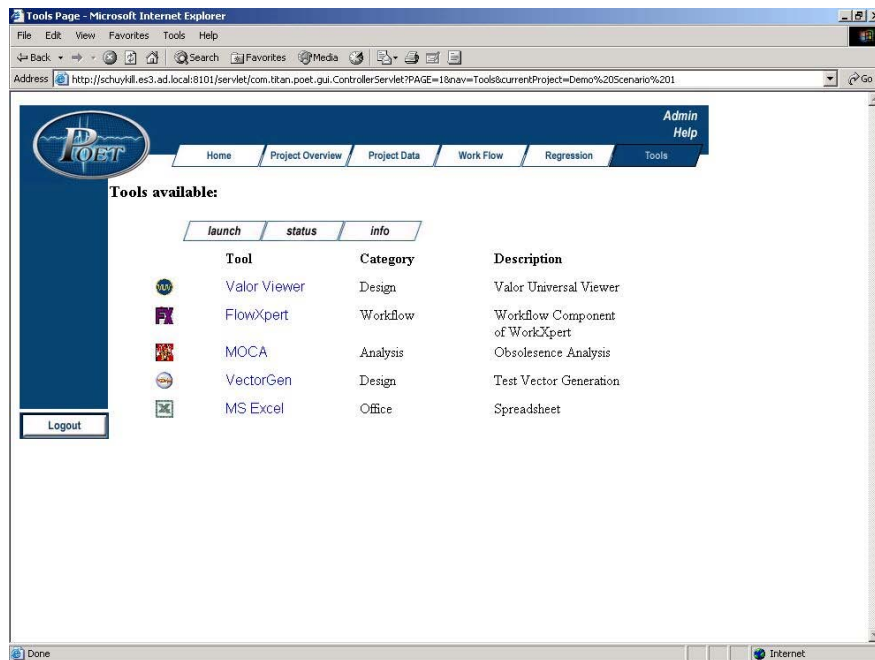 Tools Page - Microsoft Internet Explorer
File Edit View Favorites Tools Help
Back Search Favorites Media
Address http://schuykill.es3.ad.local:8101/servlet/com.titan.poet.gui.ControllerServlet?PAGE=1&nav=Tools&currentProject=Demo%20Scenario%201 Go
Admin
Help
POET
Home Project Overview Project Data Work Flow Regression Tools
Tools available:
launch status info
Tool Category Description
Valor Viewer Design Valor Universal Viewer
FlowXpert Workflow Workflow Component
of WorkXpert
MOCA Analysis Obsolesence Analysis
VectorGen Design Test Vector Generation
MS Excel Office Spreadsheet
Logout
Done Internet